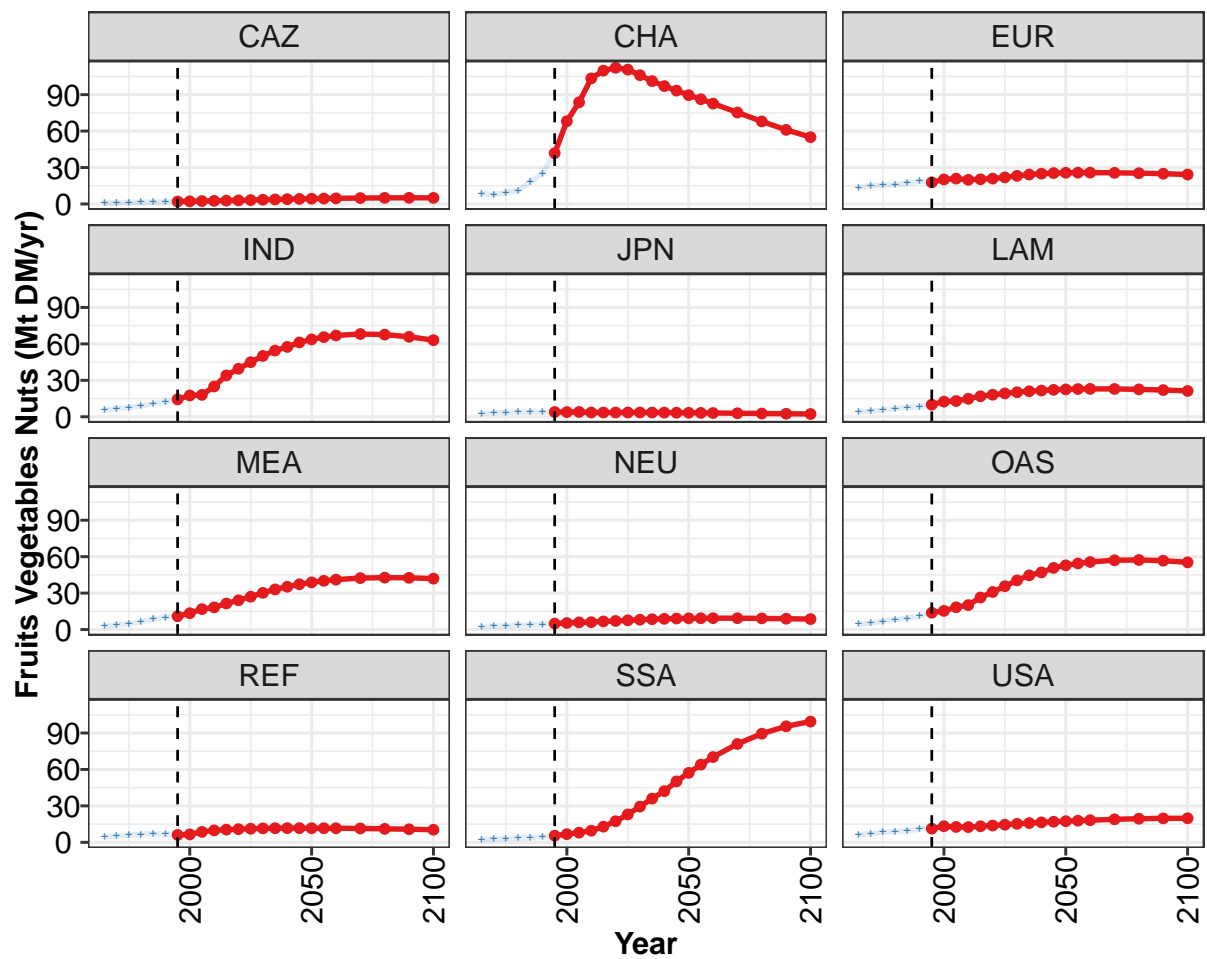 Fruits Vegetables Nuts (Mt DM/yr)
CAZ
CHA
EUR
90
60
30
0
IND
JPN
LAM
90
60
30
0
MEA
NEU
OAS
90
60
30
0
REF
SSA
USA
90
60
30
0
2000
2050
2100
2000
2050
2100
2000
2050
2100
Year